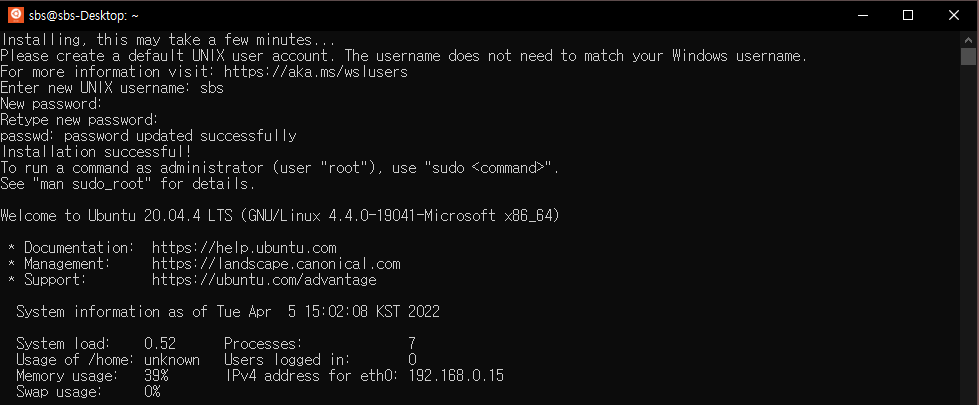 sbs@sbs-Desktop: ~
Installing, this may take a few minutes...
Please create a default UNIX user account. The username does not need to match your Windows username.
For more information visit: https://aka.ms/wslusers
Enter new UNIX username: sbs
New password:
Retype new password:
passwd: password updated successfully
Installation successful!
To run a command as administrator (user "root"), use "sudo <command>".
See "man sudo_root" for details.
Welcome to Ubuntu 20.04.4 LTS (GNU/Linux 4.4.0-19041-Microsoft x86_64)
* Documentation:  https://help.ubuntu.com
* Management:     https://landscape.canonical.com
* Support:        https://ubuntu.com/advantage
System information as of Tue Apr  5 15:02:08 KST 2022
System load:    0.52      Processes:             7
Usage of /home: unknown   Users logged in:       0
Memory usage:   39%       IPv4 address for eth0: 192.168.0.15
Swap usage:     0%